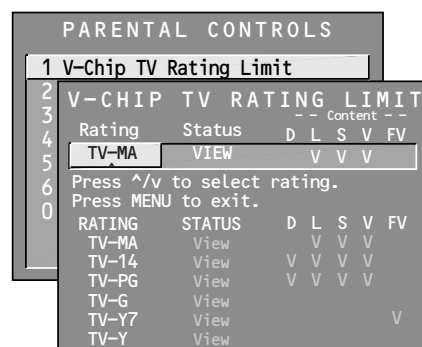 PARENTAL CONTROLS
1 V-Chip TV Rating Limit
2
3
4
5
6
0
V-CHIP TV RATING LIMIT
-- Content --
Rating Status D L S V FV
TV-MA VIEW V V V
Press ^/v to select rating.
Press MENU to exit.
RATING STATUS D L S V FV
TV-MA View V V V
TV-14 View V V V V
TV-PG View V V V V
TV-G View
TV-Y7 View V
TV-Y View